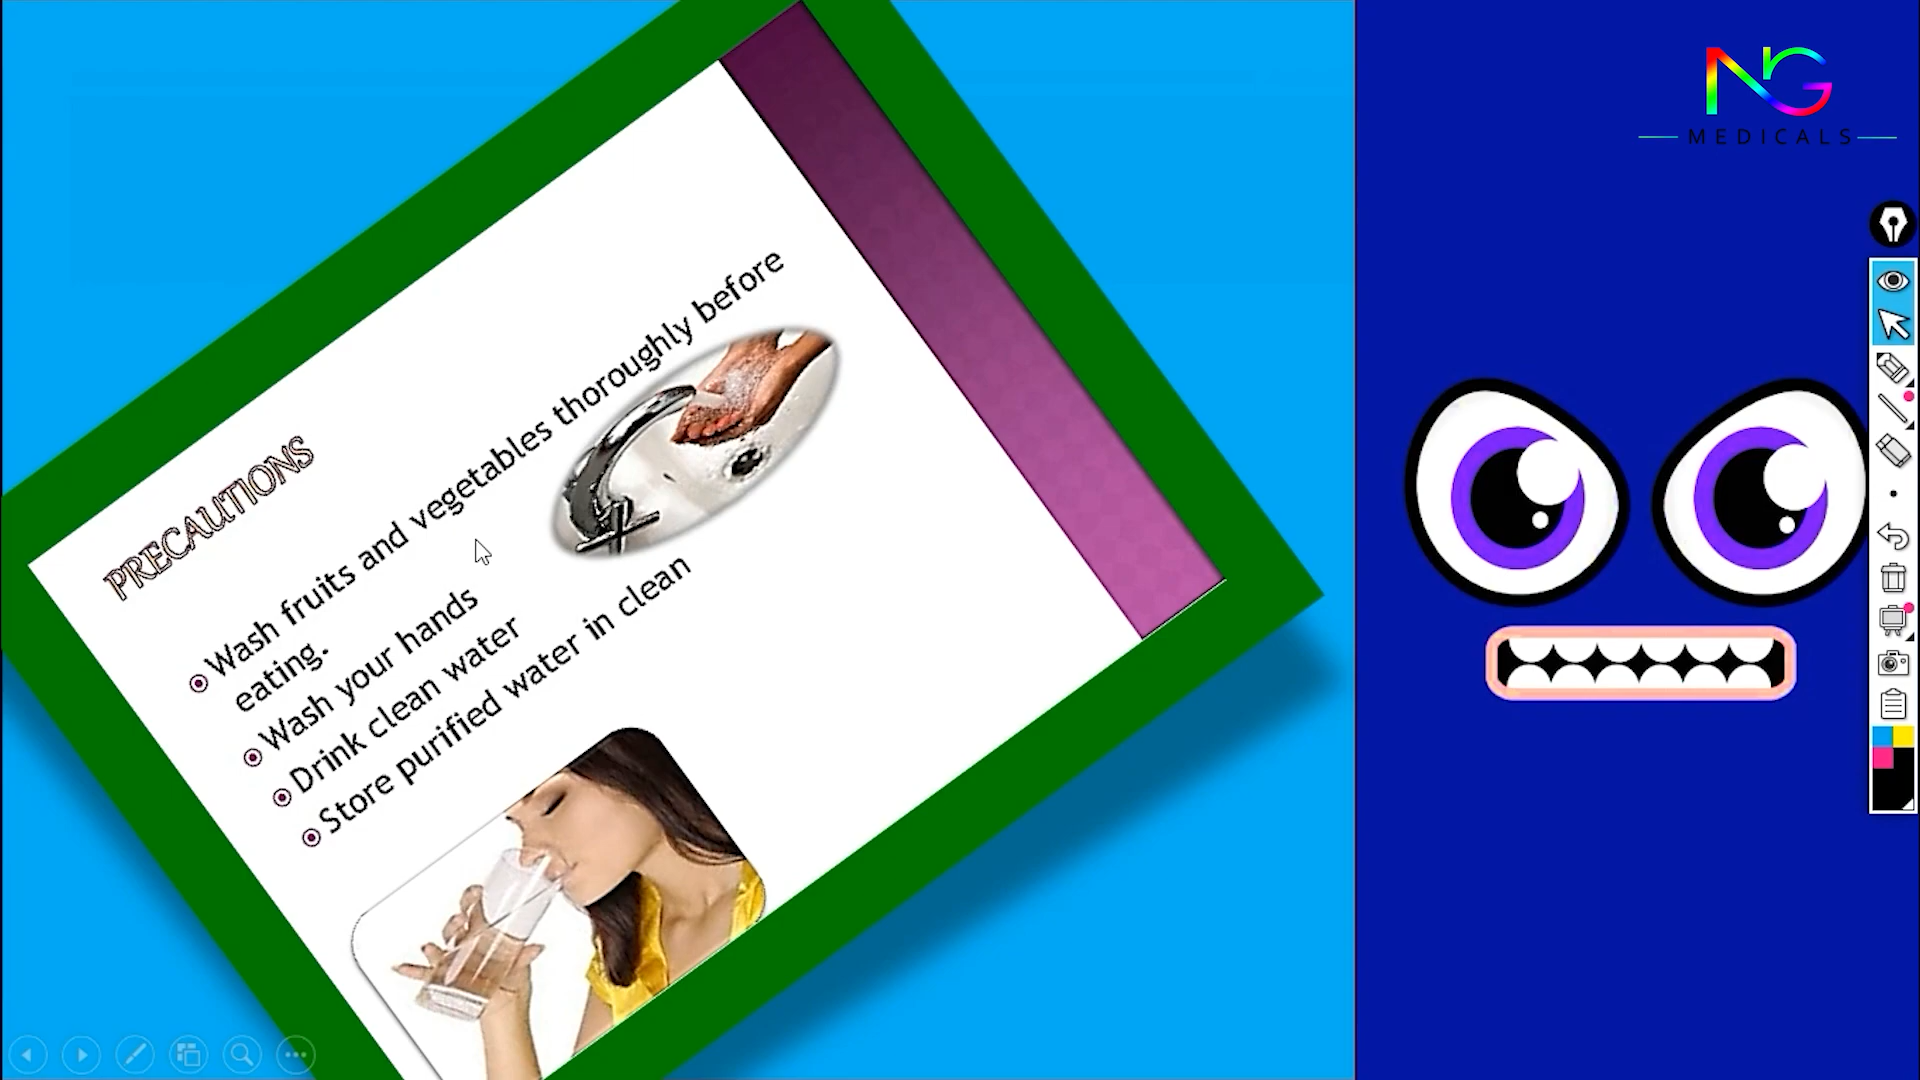 NG
MEDICALS
PRECAUTIONS
Wash fruits and vegetables thoroughly before
eating.
Wash your hands
Drink clean water
Store purified water in clean